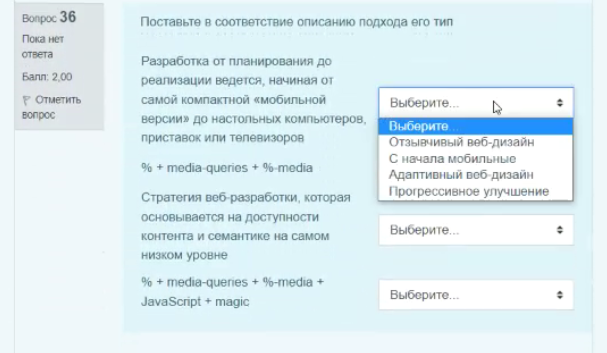 Вопрос 36
Пока нет
ответа
Балл: 2,00
Отметить
вопрос
Поставьте в соответствие описанию подхода его тип
Разработка от планирования до
реализации ведется, начиная от
самой компактной «мобильной
версии» до настольных компьютеров,
приставок или телевизоров
Выберите...
Выберите...
Отзывчивый веб-дизайн
С начала мобильные
Адаптивный веб-дизайн
Прогрессивное улучшение
% + media-queries + %-media
Стратегия веб-разработки, которая
основывается на доступности
контента и семантике на самом
низком уровне
Выберите...
% + media-queries + %-media +
JavaScript + magic
Выберите...